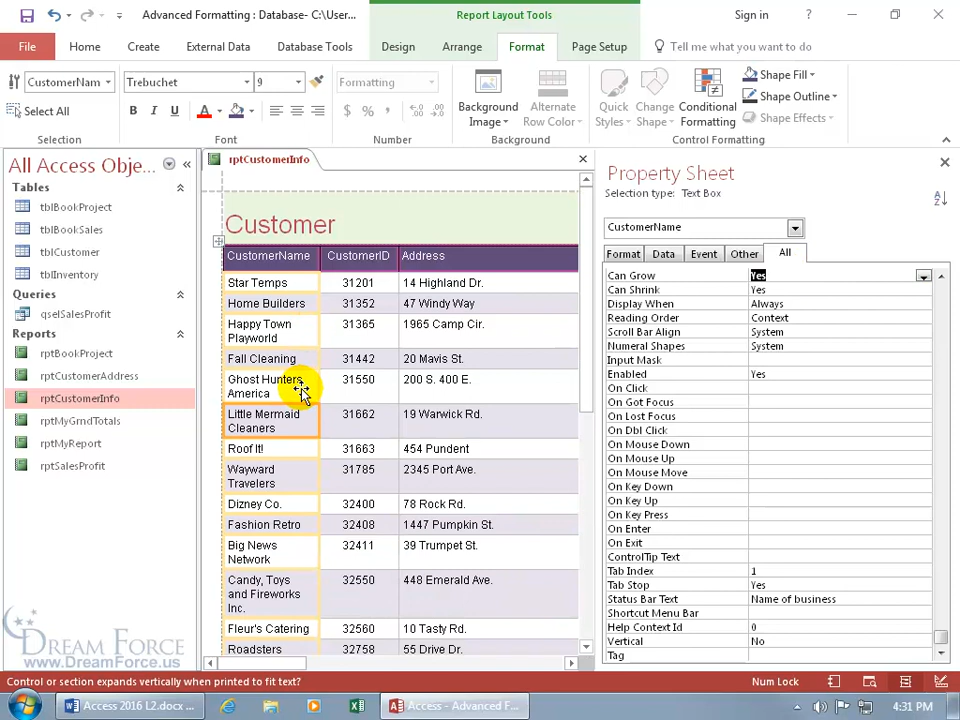 Advanced Formatting : Database- C:\User...
Report Layout Tools
Sign in
?
File
Home
Create
External Data
Database Tools
Design
Arrange
Format
Page Setup
Tell me what you want to do
CustomerNam
Select All
Selection
Trebuchet
9
B I U A
Font
Formatting
$ % ,
Number
Background Image
Alternate Row Color
Background
Quick Styles
Change Shape
Conditional Formatting
Shape Fill
Shape Outline
Shape Effects
Control Formatting
All Access Obje...
Tables
tblBookProject
tblBookSales
tblCustomer
tblInventory
Queries
qselSalesProfit
Reports
rptBookProject
rptCustomerAddress
rptCustomerInfo
rptMyGrndTotals
rptMyReport
rptSalesProfit
DREAM FORCE
www.DreamForce.us
rptCustomerInfo
Customer
CustomerName CustomerID Address
Star Temps 31201 14 Highland Dr.
Home Builders 31352 47 Windy Way
Happy Town 31365 1965 Camp Cir.
Playworld
Fall Cleaning 31442 20 Mavis St.
Ghost Hunters 31550 200 S. 400 E.
America
Little Mermaid 31662 19 Warwick Rd.
Cleaners
Roof It! 31663 454 Pundent
Wayward 31785 2345 Port Ave.
Travelers
Dizney Co. 32400 78 Rock Rd.
Fashion Retro 32408 1447 Pumpkin St.
Big News 32411 39 Trumpet St.
Network
Candy, Toys 32550 448 Emerald Ave.
and Fireworks
Inc.
Fleur's Catering 32560 10 Tasty Rd.
Roadsters 32758 55 Drive Dr.
Property Sheet
Selection type: Text Box
CustomerName
Format Data Event Other All
Can Grow Yes
Can Shrink Yes
Display When Always
Reading Order Context
Scroll Bar Align System
Numeral Shapes System
Input Mask
Enabled Yes
On Click
On Got Focus
On Lost Focus
On Dbl Click
On Mouse Down
On Mouse Up
On Mouse Move
On Key Down
On Key Up
On Key Press
On Enter
On Exit
ControlTip Text
Tab Index 1
Tab Stop Yes
Status Bar Text Name of business
Shortcut Menu Bar
Help Context Id 0
Vertical No
Tag
Control or section expands vertically when printed to fit text?
Num Lock
Access 2016 L2.docx ...
Access - Advanced F...
4:31 PM